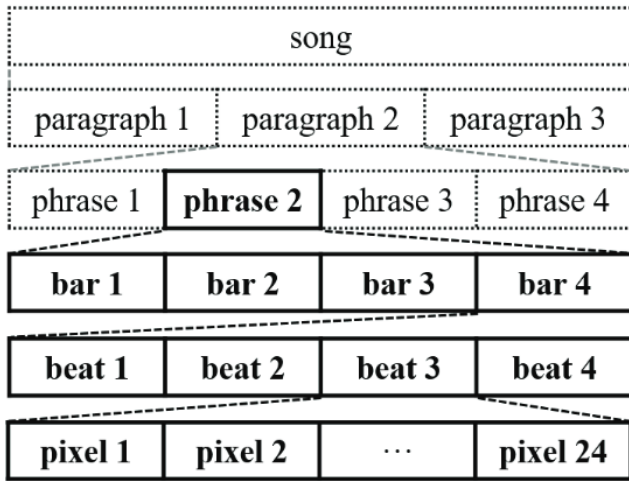 song
paragraph 1 paragraph 2 paragraph 3
phrase 1 phrase 2 phrase 3 phrase 4
bar 1 bar 2 bar 3 bar 4
beat 1 beat 2 beat 3 beat 4
pixel 1 pixel 2 ... pixel 24